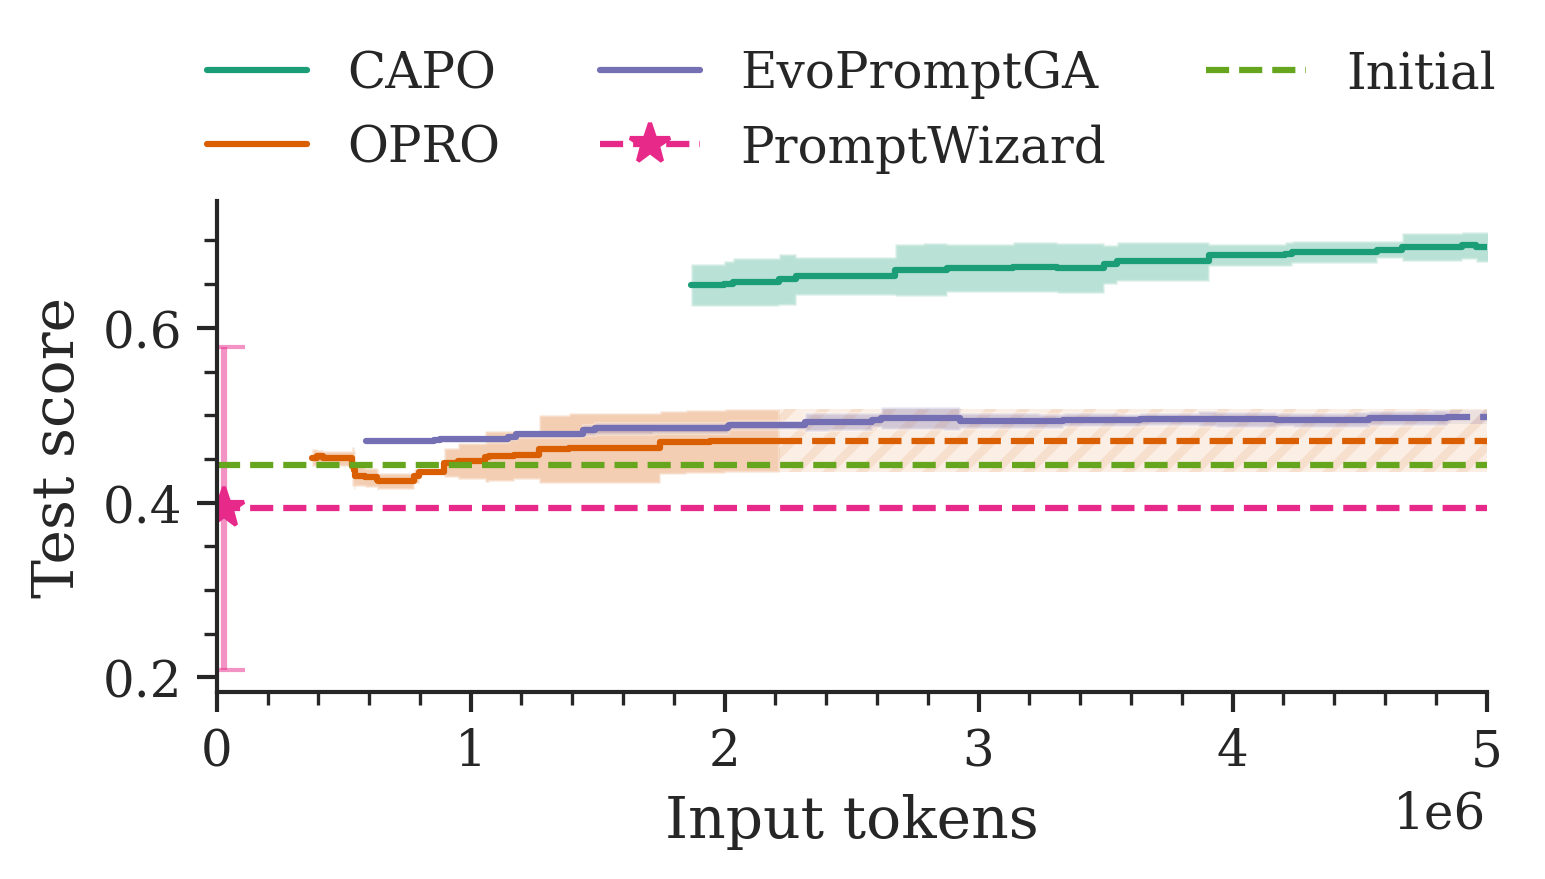 CAPO EvoPromptGA Initial
OPRO PromptWizard
Test score
0.6
0.4
0.2
0 1 2 3 4 5
Input tokens
1e6